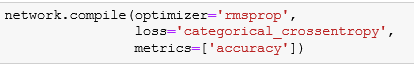 network.compile(optimizer='rmsprop',
                loss='categorical_crossentropy',
                metrics=['accuracy'])